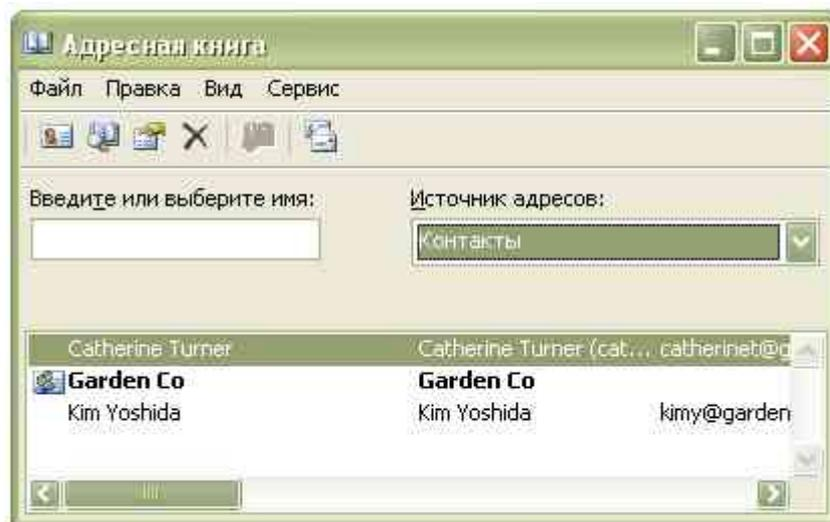 Адресная книга
Файл Правка Вид Сервис
Введите или выберите имя: Источник адресов:
Контакты
Catherine Turner Catherine Turner (cat... catherinet@g
Garden Co Garden Co
Kim Yoshida Kim Yoshida kimy@garden